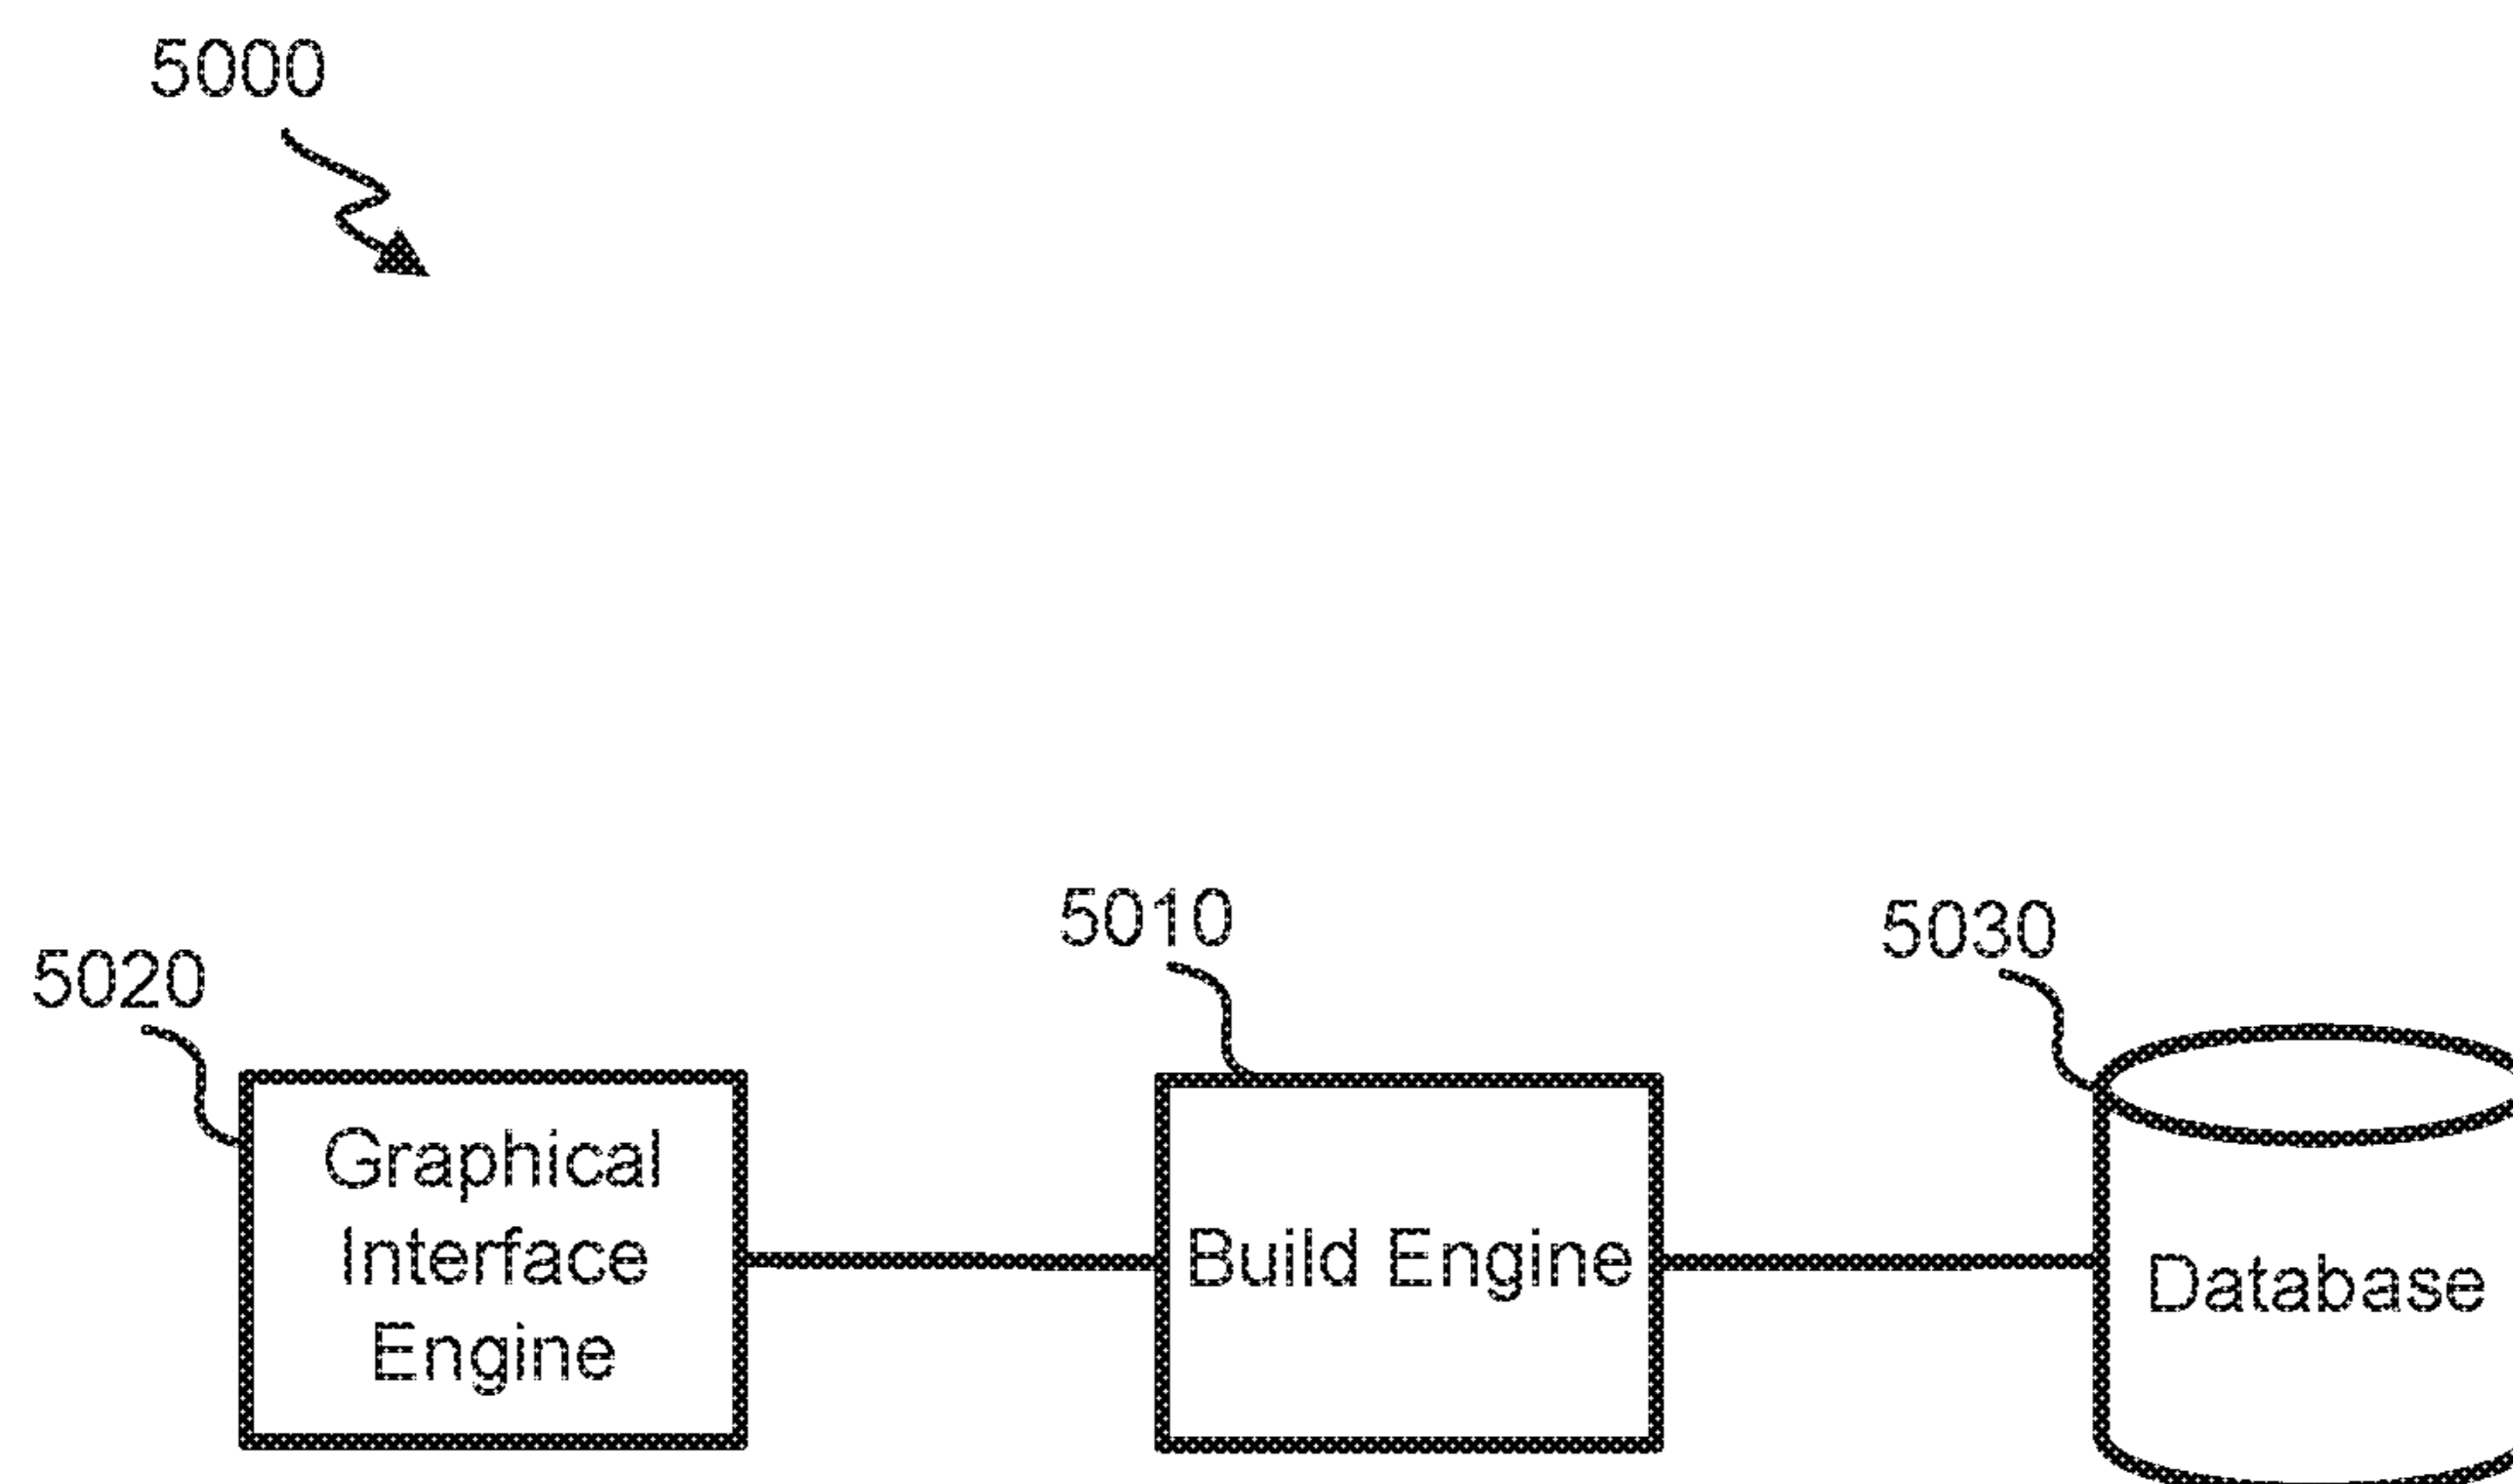 5000
5010
5030
5020
Graphical
Interface
Engine
Build Engine
Database